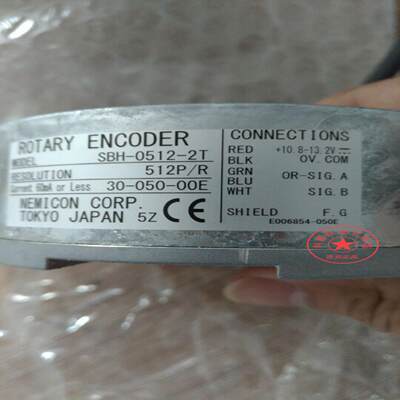 ROTARY ENCODER
MODEL SBH-0512-2T
RESOLUTION 512P/R
Current 60mA or Less 30-050-00E
NEMICON CORP.
TOKYO JAPAN 5Z
CONNECTIONS
RED +10.8-13.2V
BLK 0V.COM
GRN OR-SIG.A
BLU
WHT SIG.B
SHIELD F.G
E006854-050E